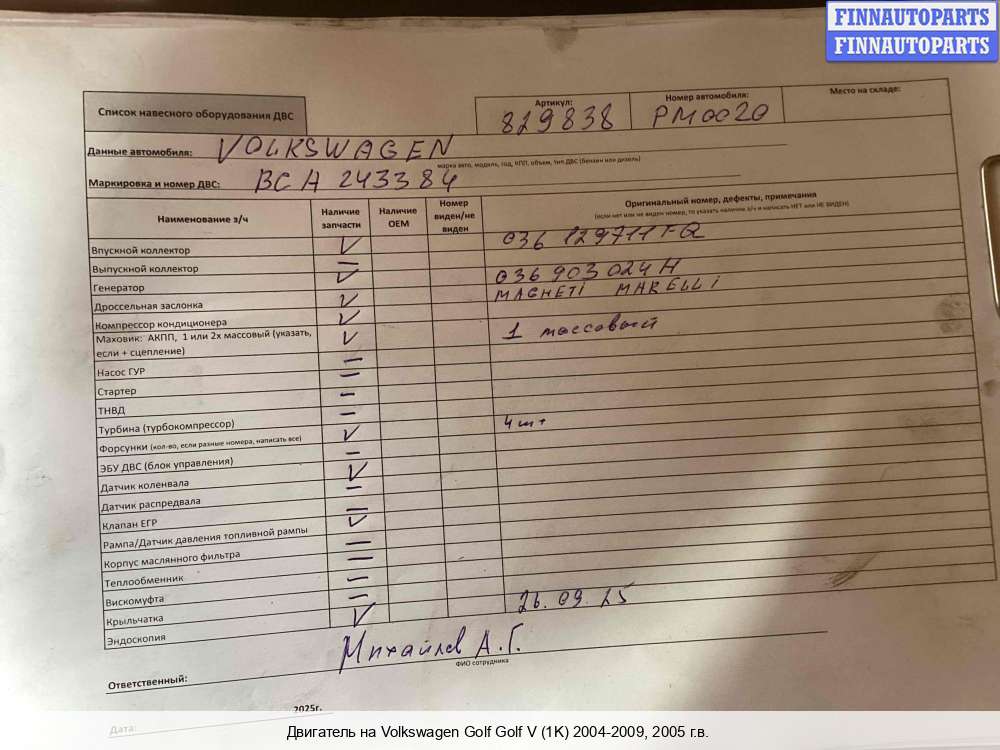 FINNAUTOPARTS
FINNAUTOPARTS
Список навесного оборудования ДВС
Артикул: 829838
Номер автомобиля: РМ0020
Место на складе:
Данные автомобиля: VOLKSWAGEN
марка авто, модель, год, КПП, объем, тип ДВС (бензин или дизель)
Маркировка и номер ДВС: BCA 243384
Наименование з/ч Наличие запчасти Наличие OEM Номер виден/не виден Оригинальный номер, дефекты, примечания
(если нет или не виден номер, то указать наличие з/ч и написать НЕТ или НЕ ВИДЕН)
Впускной коллектор ✓ 036 129711 FQ
Выпускной коллектор —
Генератор ✓ 036 903 024 H
Дроссельная заслонка ✓ MAGNETI MARELLI
Компрессор кондиционера ✓
Маховик: АКПП, 1 или 2х массовый (указать, если + сцепление) ✓ 1 массовый
Насос ГУР —
Стартер —
ТНВД —
Турбина (турбокомпрессор) —
Форсунки (кол-во, если разные номера, написать все) ✓ 4 шт
ЭБУ ДВС (блок управления) —
Датчик коленвала ✓
Датчик распредвала —
Клапан ЕГР —
Рампа/Датчик давления топливной рампы ✓
Корпус маслянного фильтра —
Теплообменник —
Вискомуфта —
Крыльчатка —
Эндоскопия ✓ 26.09.25
Ответственный: Михайлов А.Г.
ФИО сотрудника
2025г.
Дата:
Двигатель на Volkswagen Golf Golf V (1K) 2004-2009, 2005 г.в.